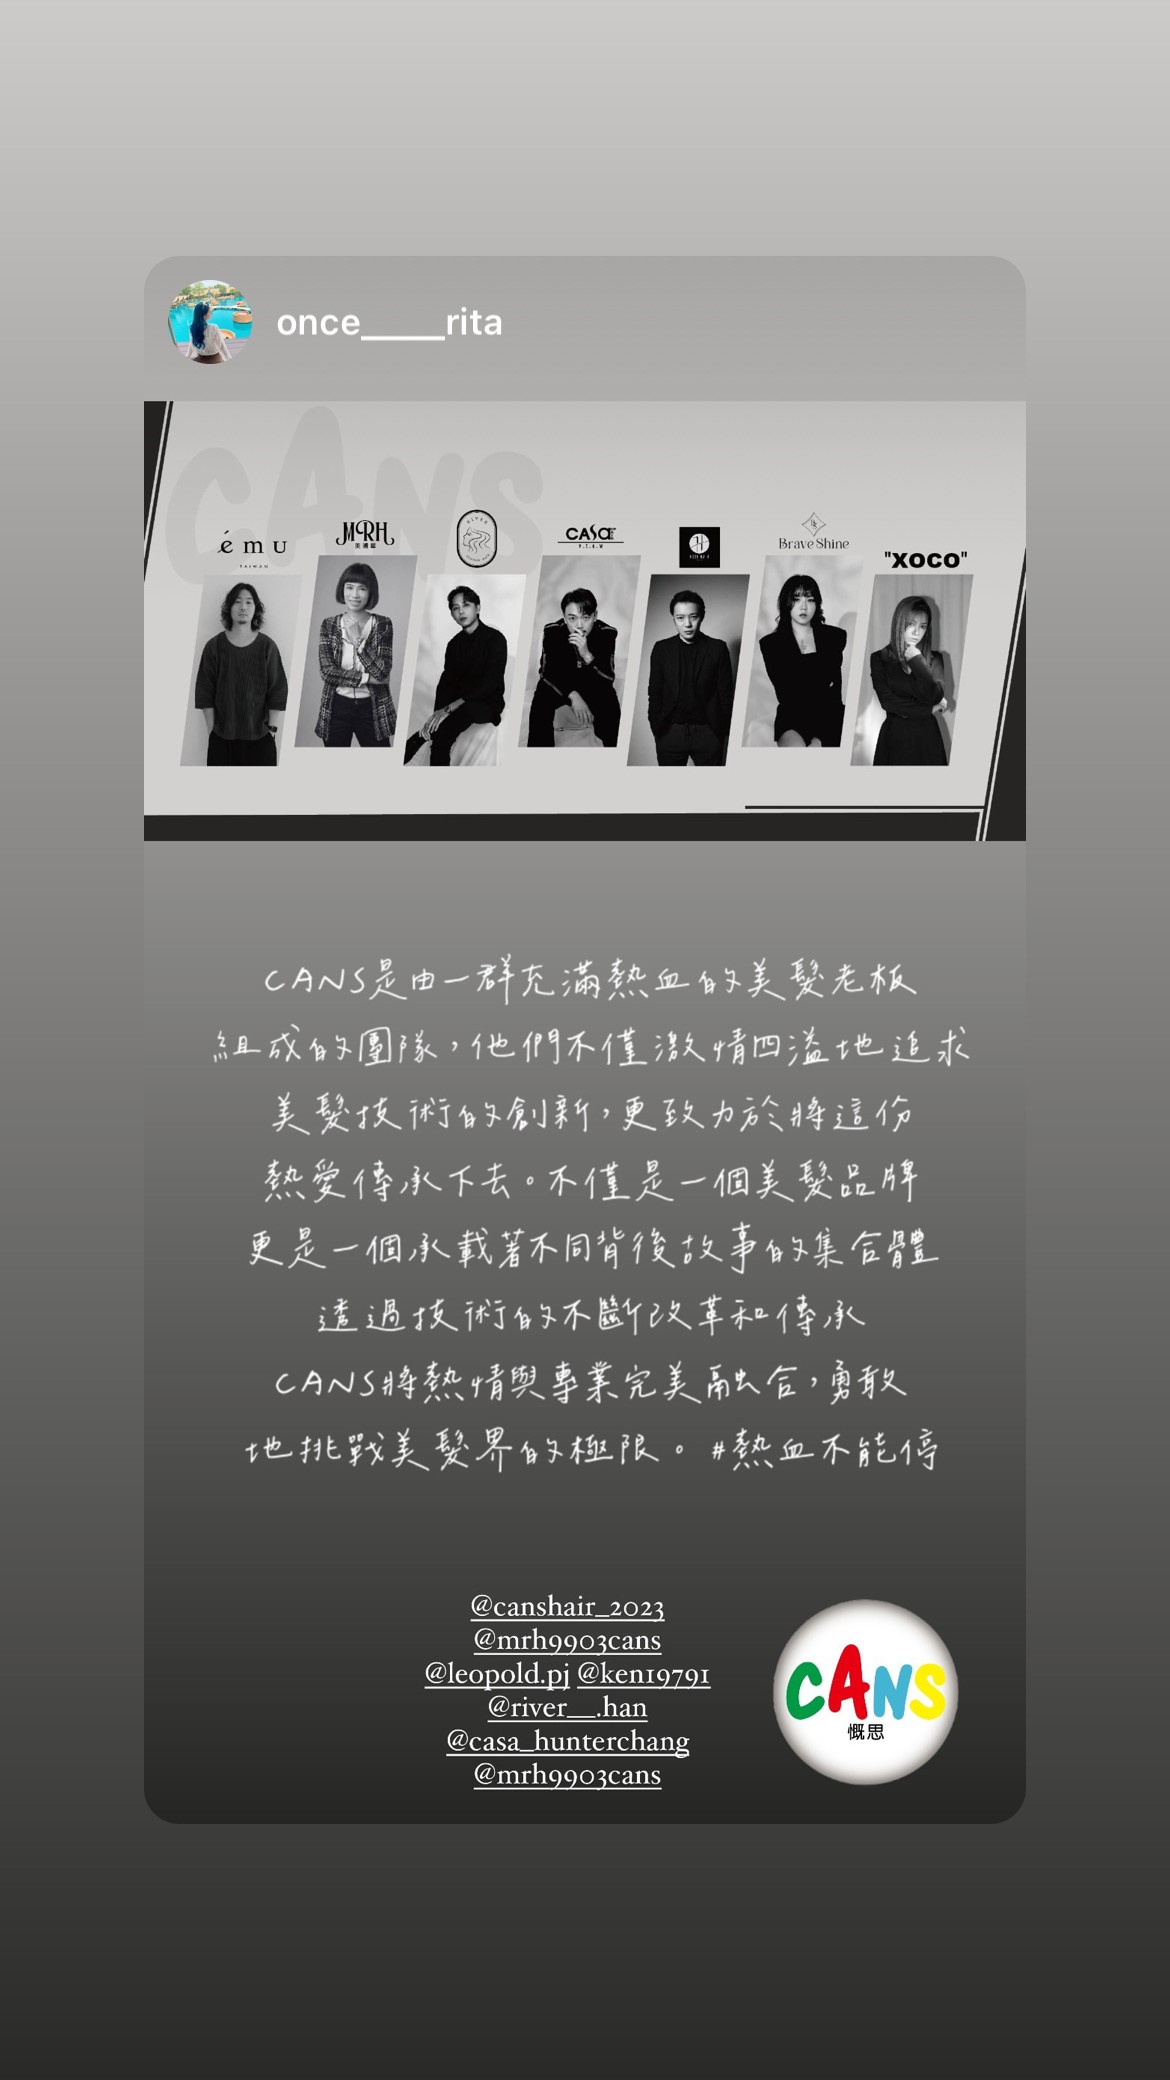 once_____rita
CANS
é m u
TAIWAN
MRH
美溯樂
RIVER
CASA
"XOCO"
Brave Shine
CANS是由一群充滿熱血的美髮老板
組成的團隊，他們不僅激情四溢地追求
美髮技術的創新，更致力於將這份
熱愛傳承下去。不僅是一個美髮品牌
更是一個承載著不同背後故事的集合體
透過技術的不斷改革和傳承
CANS將熱情與專業完美融合，勇敢
地挑戰美髮界的極限。 #熱血不能停
@canshair_2023
@mrh9903cans
@leopold.pj @ken19791
@river__.han
@casa_hunterchang
@mrh9903cans
CANS
慨思